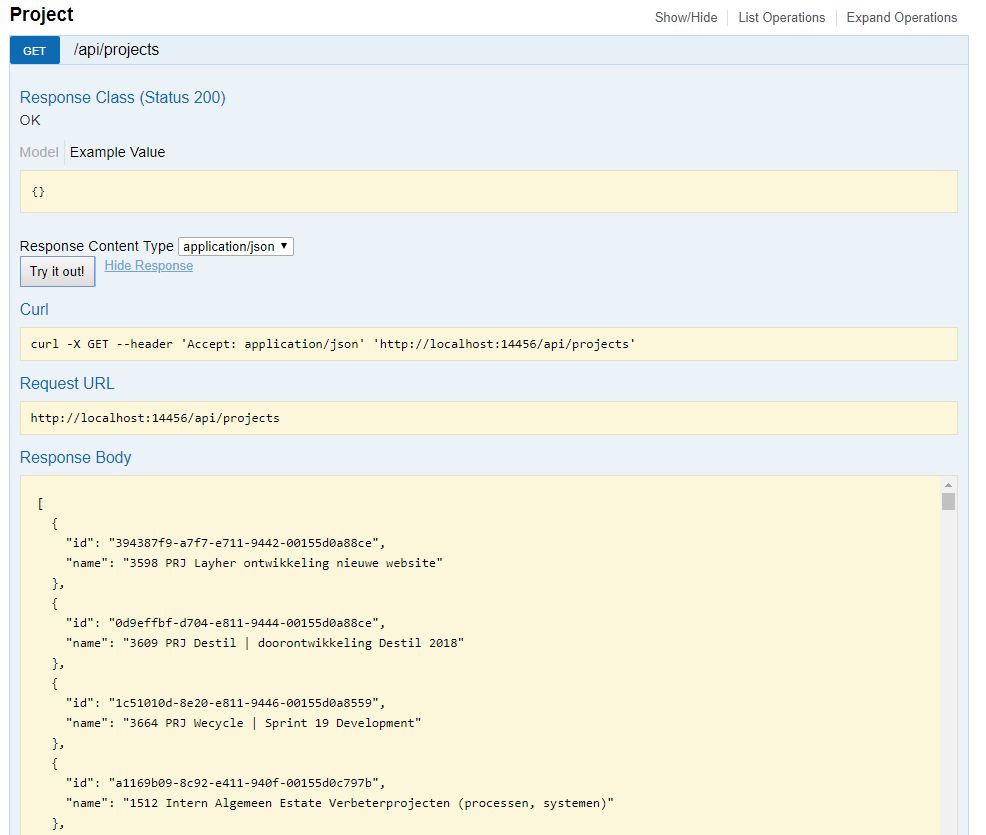 Project
Show/Hide List Operations Expand Operations
GET /api/projects
Response Class (Status 200)
OK
Model Example Value
{}
Response Content Type application/json
Try it out! Hide Response
Curl
curl -X GET --header 'Accept: application/json' 'http://localhost:14456/api/projects'
Request URL
http://localhost:14456/api/projects
Response Body
[
{
"id": "394387f9-a7f7-e711-9442-00155d0a88ce",
"name": "3598 PRJ Layher ontwikkeling nieuwe website"
},
{
"id": "0d9effbf-d704-e811-9444-00155d0a88ce",
"name": "3609 PRJ Destil | doorontwikkeling Destil 2018"
},
{
"id": "1c51010d-8e20-e811-9446-00155d0a8559",
"name": "3664 PRJ Wecycle | Sprint 19 Development"
},
{
"id": "a1169b09-8c92-e411-940f-00155d0c797b",
"name": "1512 Intern Algemeen Estate Verbeterprojecten (processen, systemen)"
},